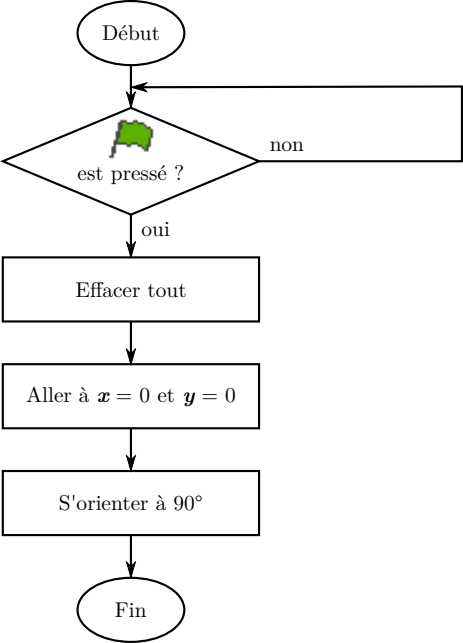 Début
est pressé ?
non
oui
Effacer tout
Aller à x = 0 et y = 0
S'orienter à 90°
Fin